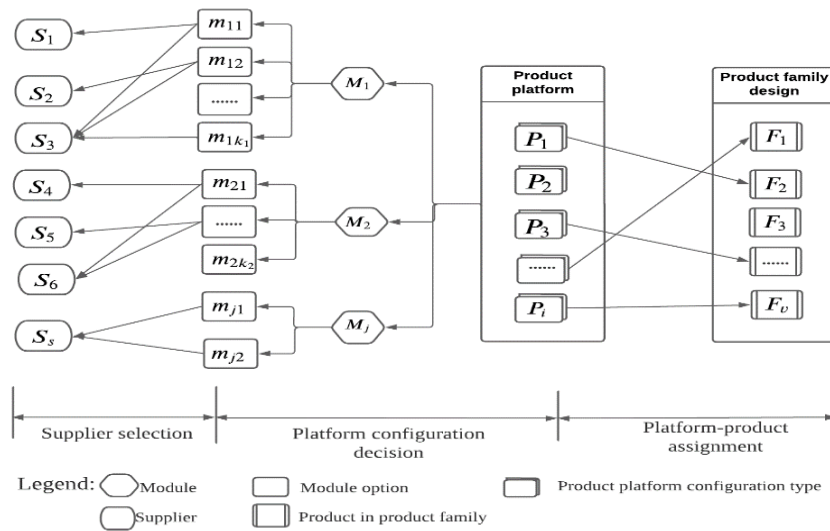 S₁
S₂
S₃
S₄
S₅
S₆
Sₛ
m₁₁
m₁₂
......
m₁ₖ₁
m₂₁
......
m₂ₖ₂
mⱼ₁
mⱼ₂
M₁
M₂
Mⱼ
Product
platform
P₁
P₂
P₃
......
Pᵢ
Product family
design
F₁
F₂
F₃
......
Fᵥ
Supplier selection
Platform configuration
decision
Platform-product
assignment
Legend:
Module
Module option
Product platform configuration type
Supplier
Product in product family